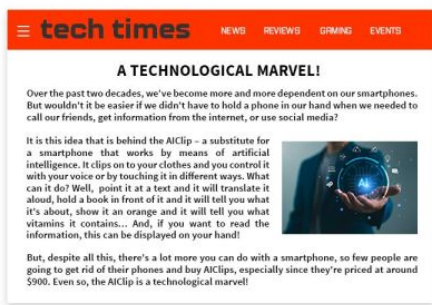 tech times
NEWS REVIEWS GAMING EVENTS
A TECHNOLOGICAL MARVEL!
Over the past two decades, we've become more and more dependent on our smartphones.
But wouldn't it be easier if we didn't have to hold a phone in our hand when we needed to
call our friends, get information from the internet, or use social media?
It is this idea that is behind the AIClip – a substitute for
a smartphone that works by means of artificial
intelligence. It clips on to your clothes and you control it
with your voice or by touching it in different ways. What
can it do? Well, point it at a text and it will translate it
aloud, hold a book in front of it and it will tell you what
it's about, show it an orange and it will tell you what
vitamins it contains... And, if you want to read the
information, this can be displayed on your hand!
AI
But, despite all this, there's a lot more you can do with a smartphone, so few people are
going to get rid of their phones and buy AIClips, especially since they're priced at around
$900. Even so, the AIClip is a technological marvel!